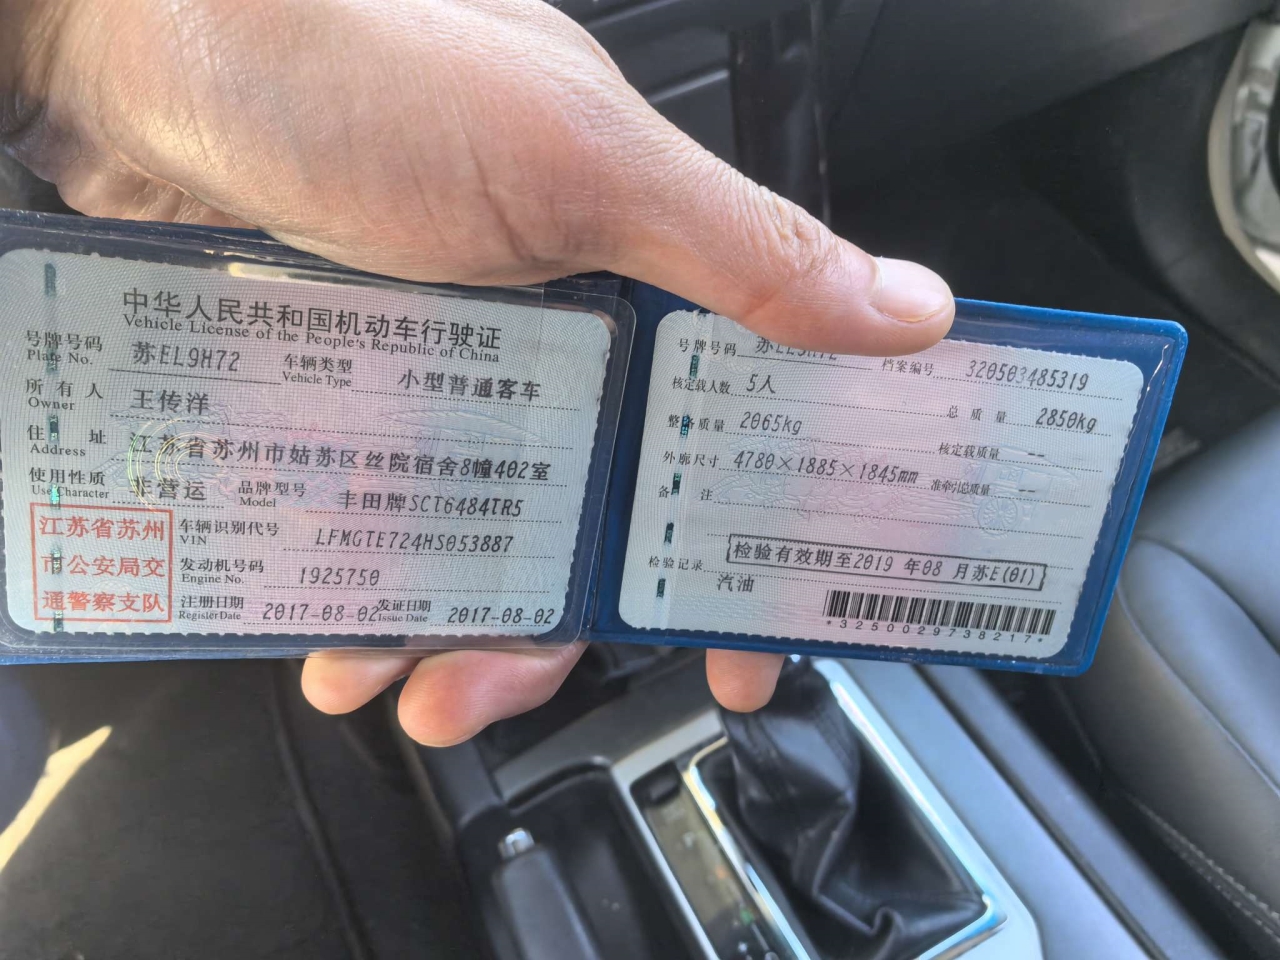 中华人民共和国机动车行驶证
Vehicle License of the People's Republic of China
号牌号码 苏EL9H72 车辆类型 小型普通客车
Plate No. Vehicle Type
所有人 王传洋
Owner
住址 江苏省苏州市姑苏区丝院宿舍8幢402室
Address
使用性质 非营运 品牌型号 丰田牌SCT6484TR5
Use Character Model
江苏省苏州
市公安局交
通警察支队
车辆识别代号 LFMGTE724HS053887
VIN
发动机号码 1925750
Engine No.
注册日期 2017-08-02 发证日期 2017-08-02
Register Date Issue Date
号牌号码 苏EL9H72 档案编号 320503485319
核定载人数 5人 总质量 2850kg
整备质量 2065kg 核定载质量 --
外廓尺寸 4780×1885×1845mm 准牵引总质量 --
备注
检验有效期至2019年08月苏E(01)
检验记录
汽油
*3250029738217*